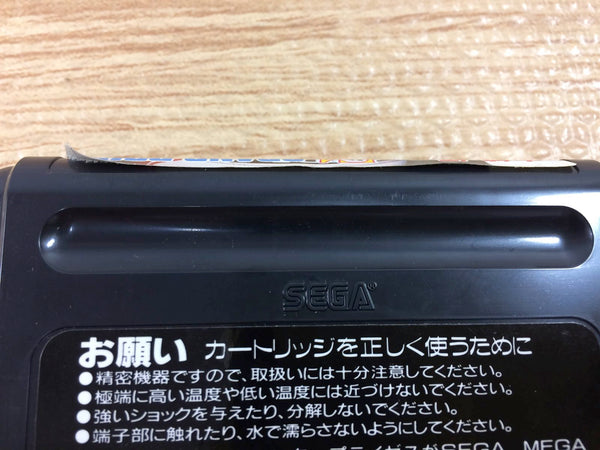 SEGA®
お願い カートリッジを正しく使うために
●精密機器ですので、取扱いには十分注意してください。
●極端に高い温度や低い温度には近づけないでください。
●強いショックを与えたり、分解しないでください。
●端子部に触れたり、水で濡らさないようにしてください。
がSEGA MEGA